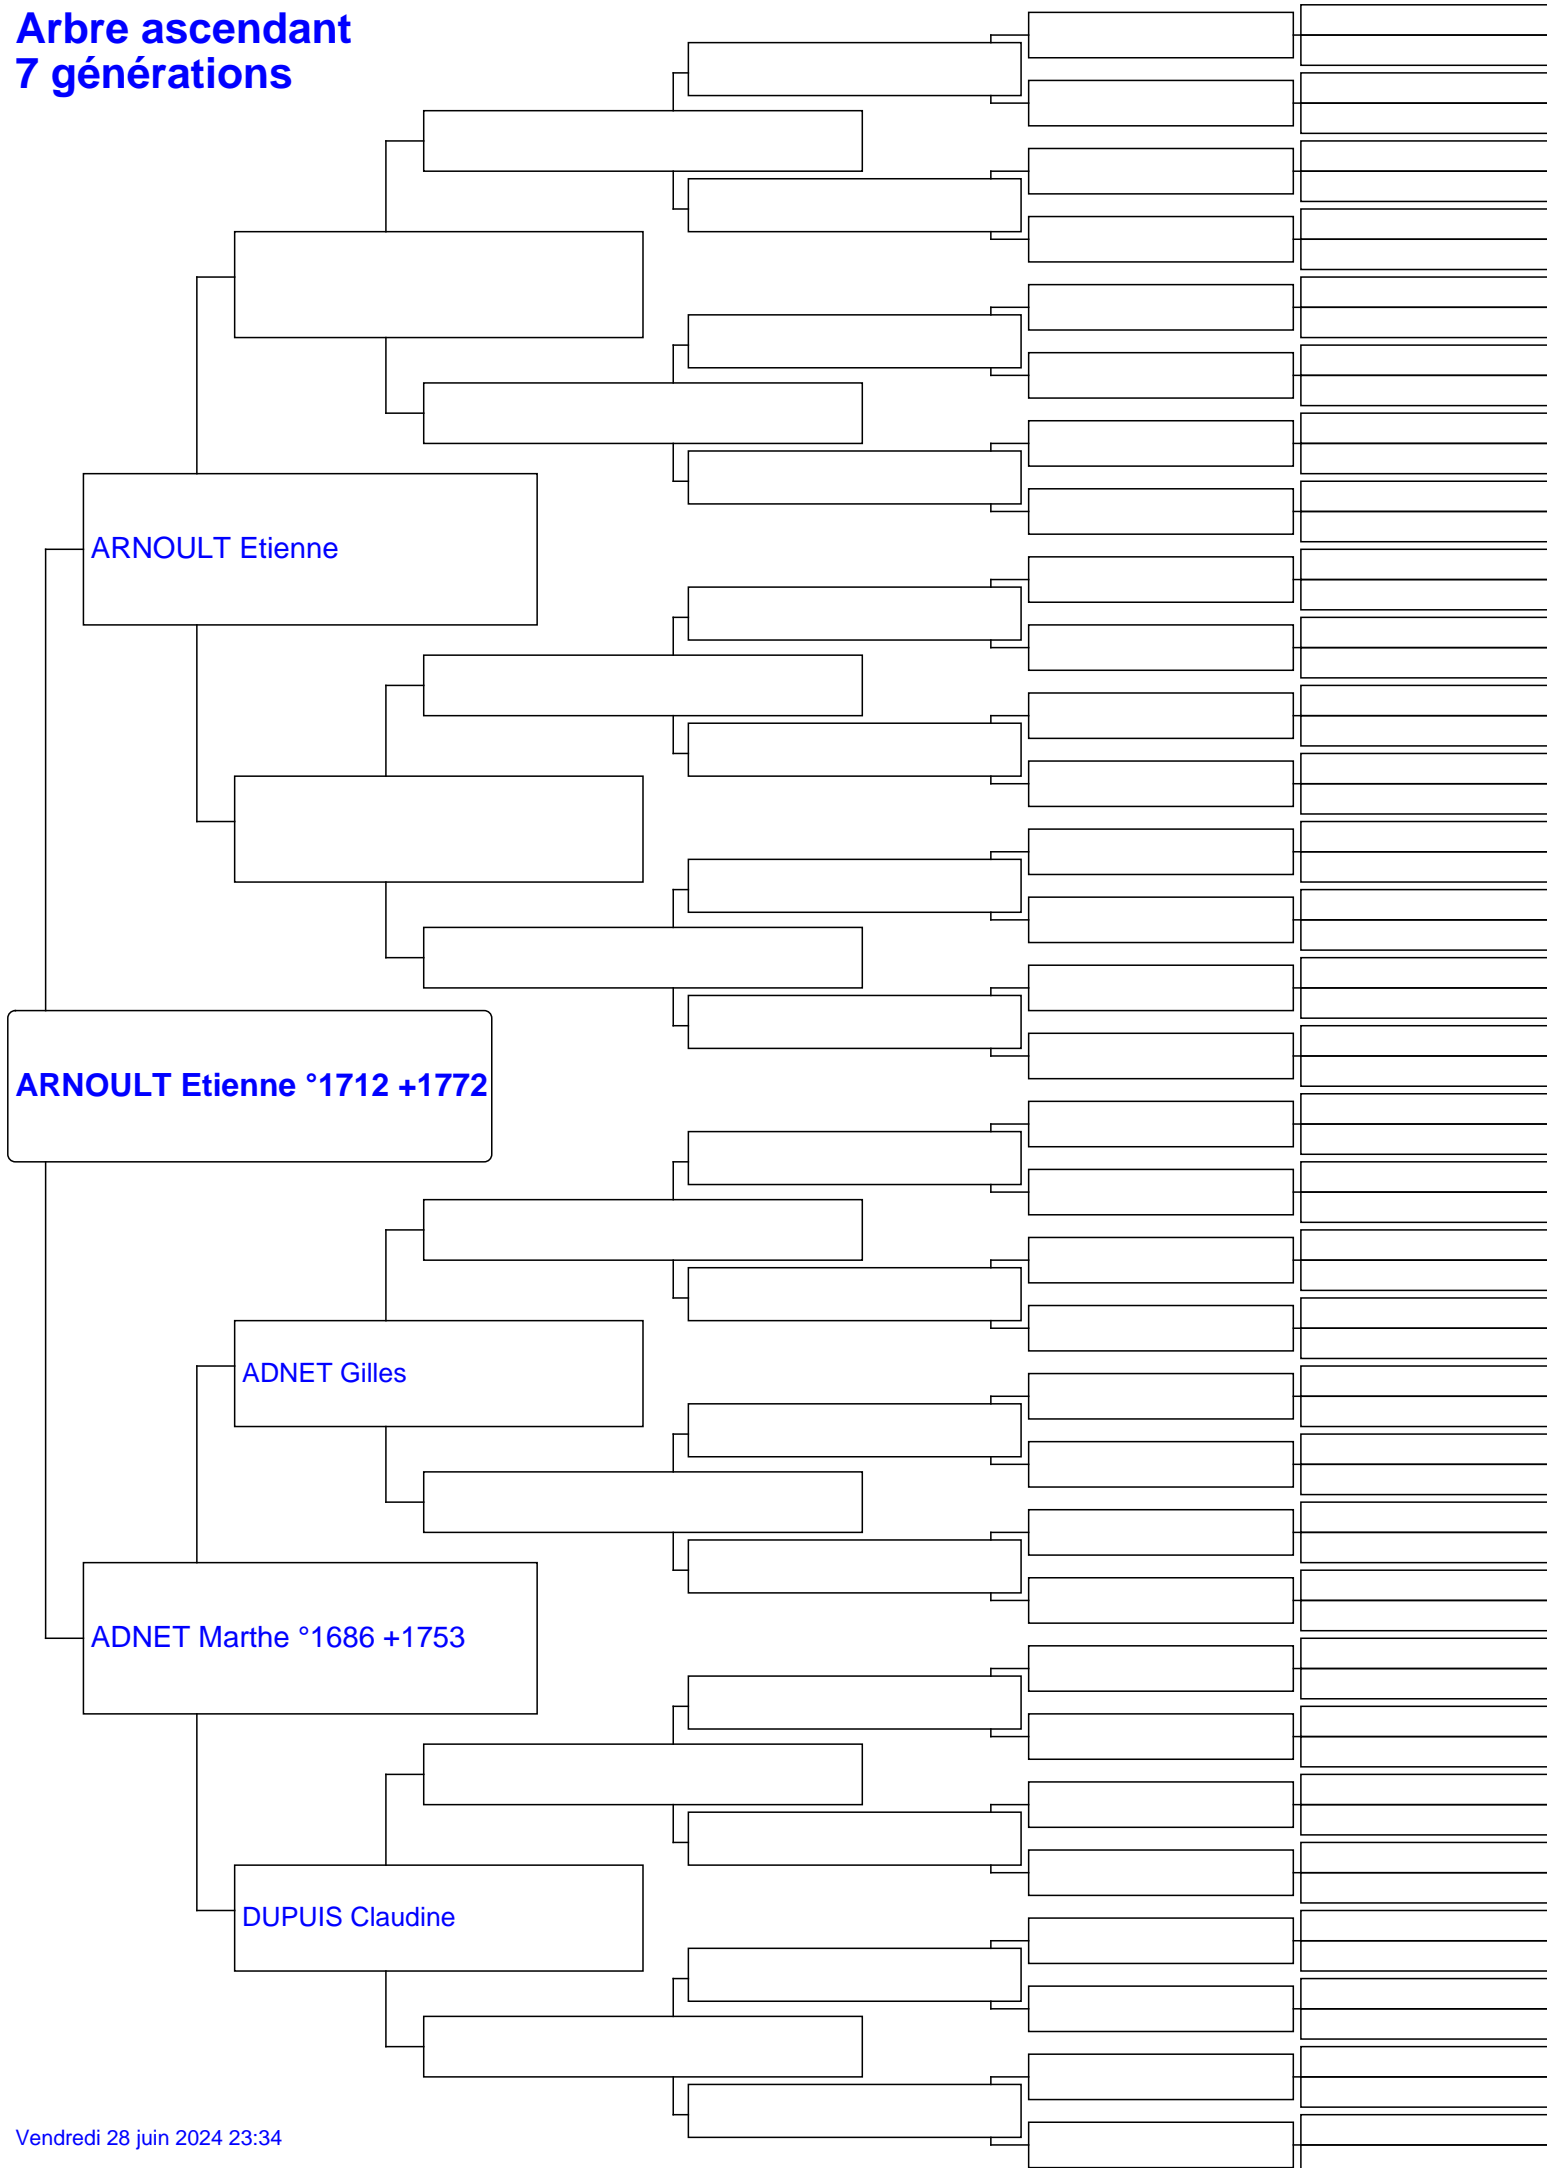 Arbre ascendant
7 générations
ARNOULT Etienne
ARNOULT Etienne °1712 +1772
ADNET Gilles
ADNET Marthe °1686 +1753
DUPUIS Claudine
Vendredi 28 juin 2024 23:34